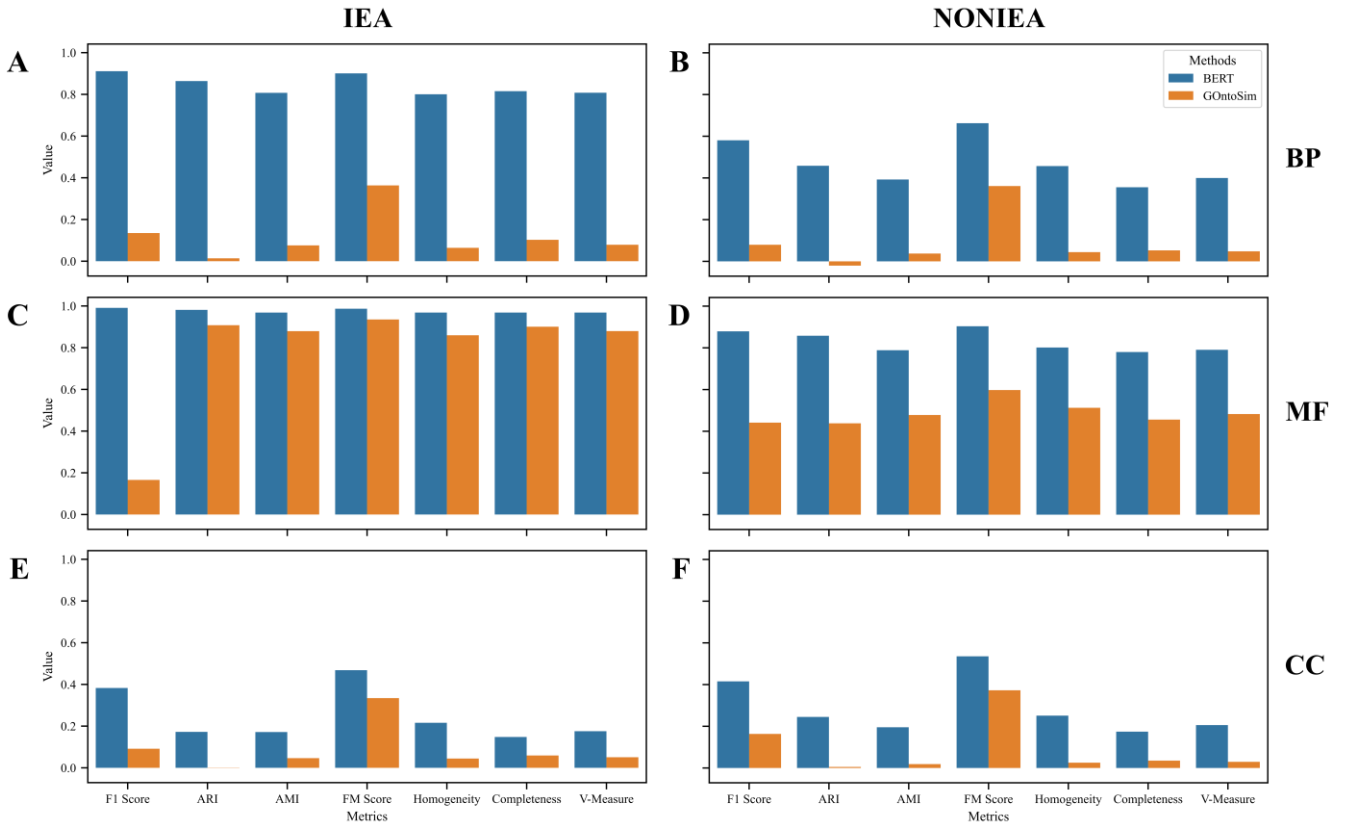 IEA
NONIEA
A
1.0
0.8
0.6
0.4
0.2
0.0
Value
B
Methods
BERT
GOntoSim
BP
C
1.0
0.8
0.6
0.4
0.2
0.0
Value
D
MF
E
1.0
0.8
0.6
0.4
0.2
0.0
Value
F
CC
F1 Score ARI AMI FM Score Homogeneity Completeness V-Measure
Metrics
F1 Score ARI AMI FM Score Homogeneity Completeness V-Measure
Metrics